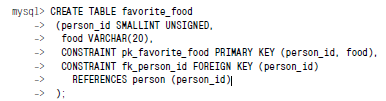 mysql> CREATE TABLE favorite_food
-> (person_id SMALLINT UNSIGNED,
-> food VARCHAR(20),
-> CONSTRAINT pk_favorite_food PRIMARY KEY (person_id, food),
-> CONSTRAINT fk_person_id FOREIGN KEY (person_id)
-> REFERENCES person (person_id)
-> );